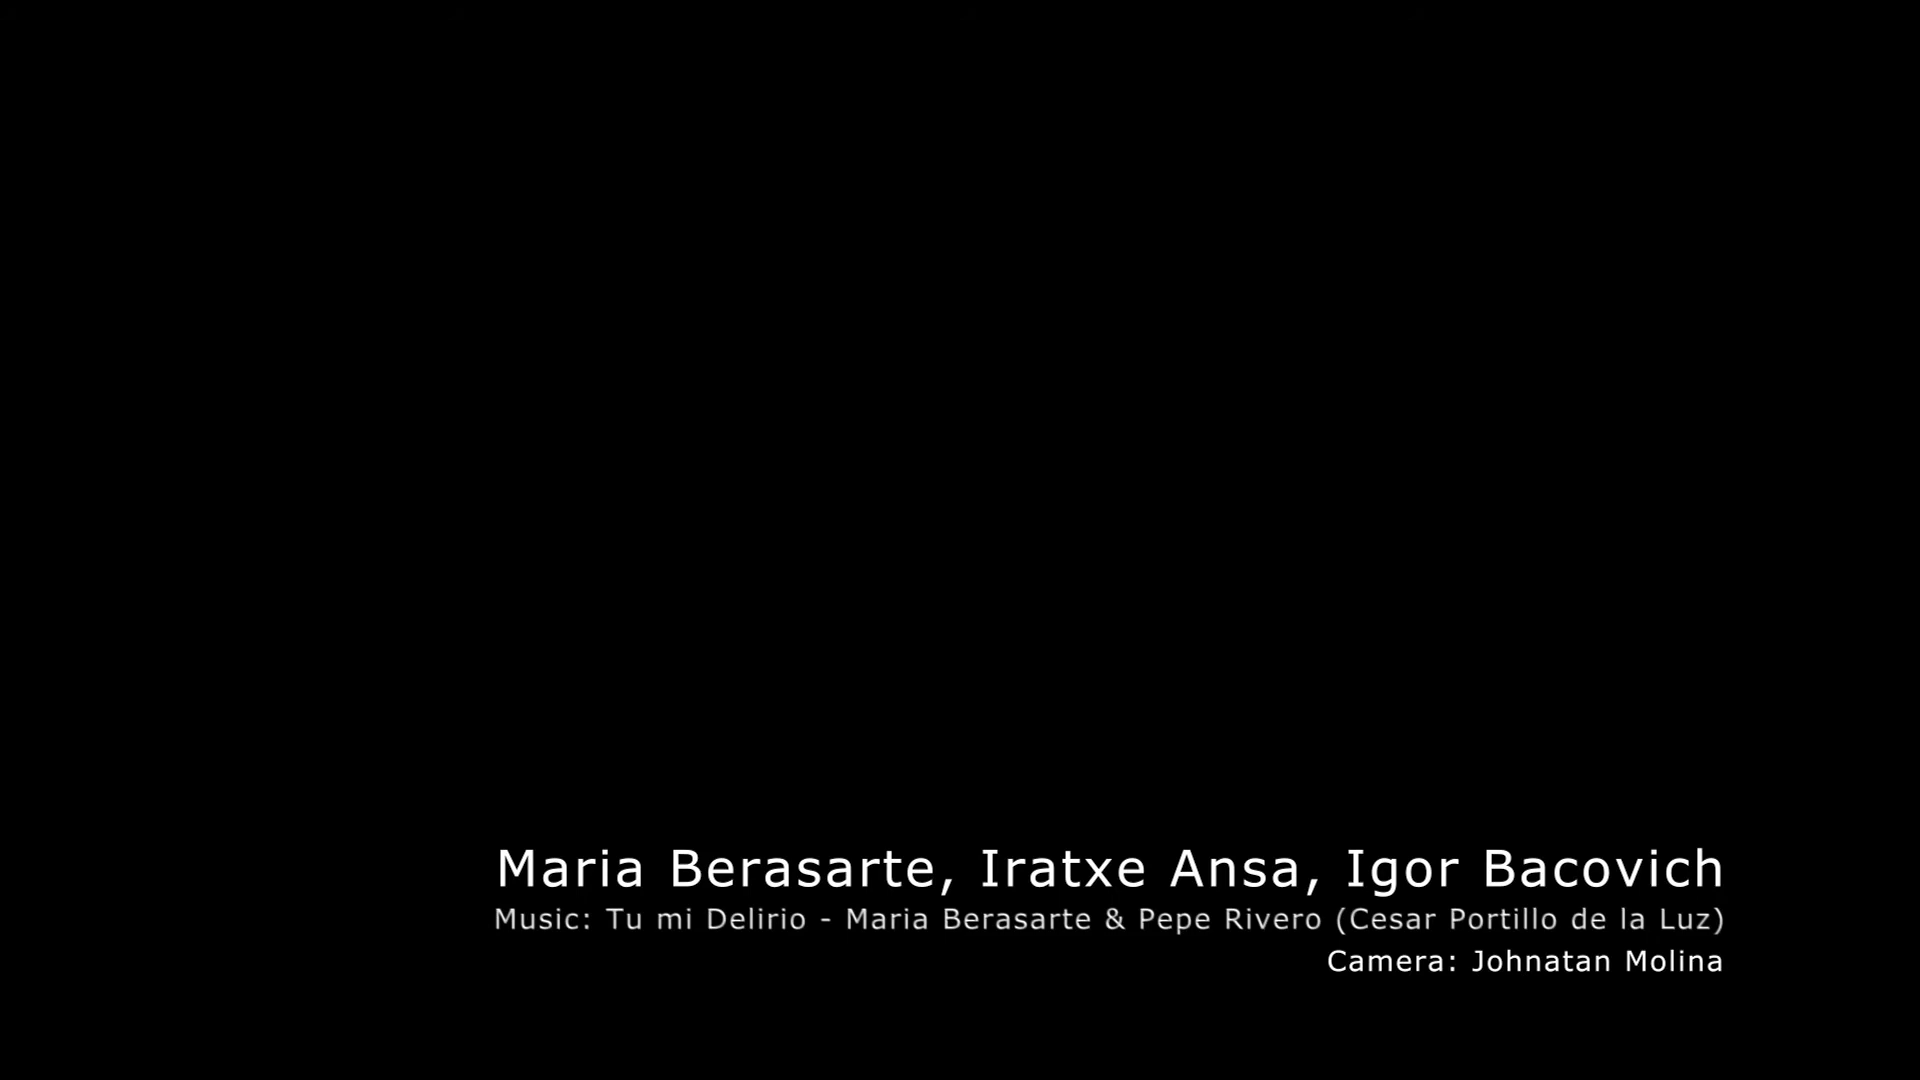 Maria Berasarte, Iratxe Ansa, Igor Bacovich
Music: Tu mi Delirio - Maria Berasarte & Pepe Rivero (Cesar Portillo de la Luz)
Camera: Johnatan Molina